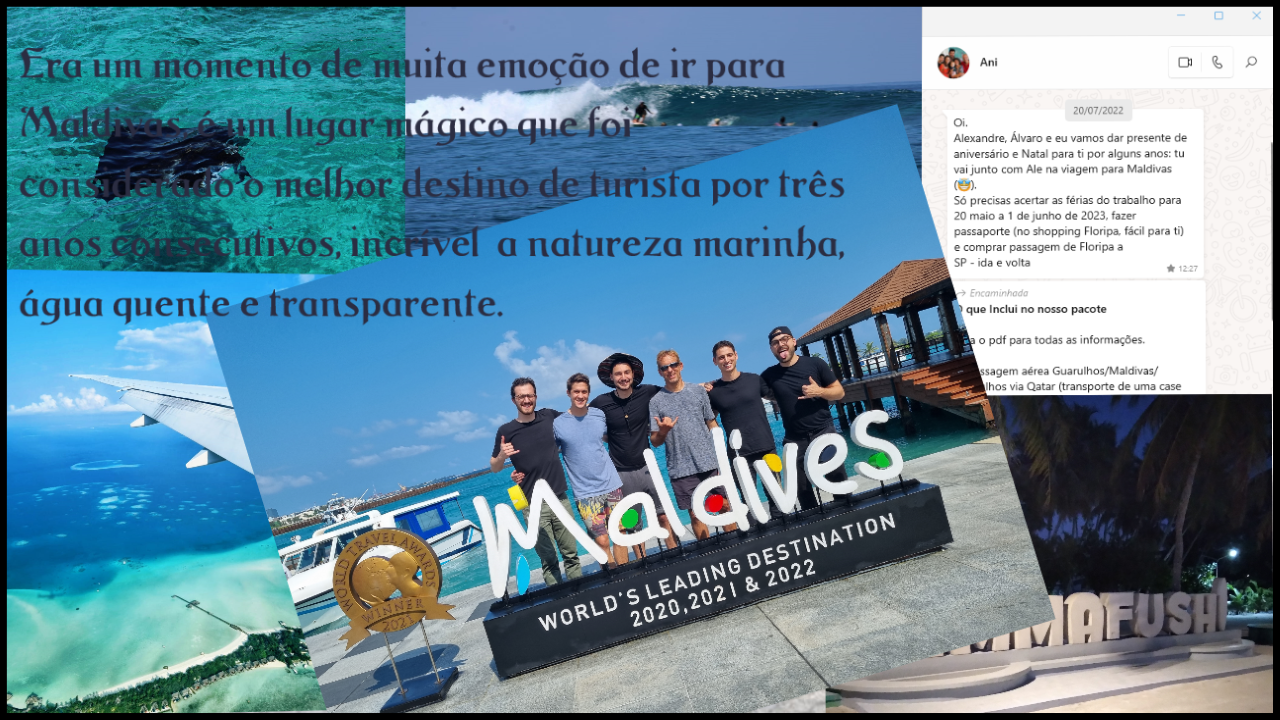 Era um momento de muita emoção de ir para
Maldivas, é um lugar mágico que foi
considerado o melhor destino de turista por três
anos consecutivos, incrível a natureza marinha,
água quente e transparente.
Ani
20/07/2022
Oi.
Alexandre, Álvaro e eu vamos dar presente de
aniversário e Natal para ti por alguns anos: tu
vai junto com Ale na viagem para Maldivas
(🤩).
Só precisas acertar as férias do trabalho para
20 maio a 1 de junho de 2023, fazer
passaporte (no shopping Floripa, fácil para ti)
e comprar passagem de Floripa a
SP - ida e volta
12:27
Encaminhada
que Inclui no nosso pacote
o pdf para todas as informações.
ssagem aérea Guarulhos/Maldivas/
lhos via Qatar (transporte de uma case
Maldives
WORLD'S LEADING DESTINATION
2020,2021 & 2022
WORLD TRAVEL AWARDS
WINNER
2021
MAFUSHI